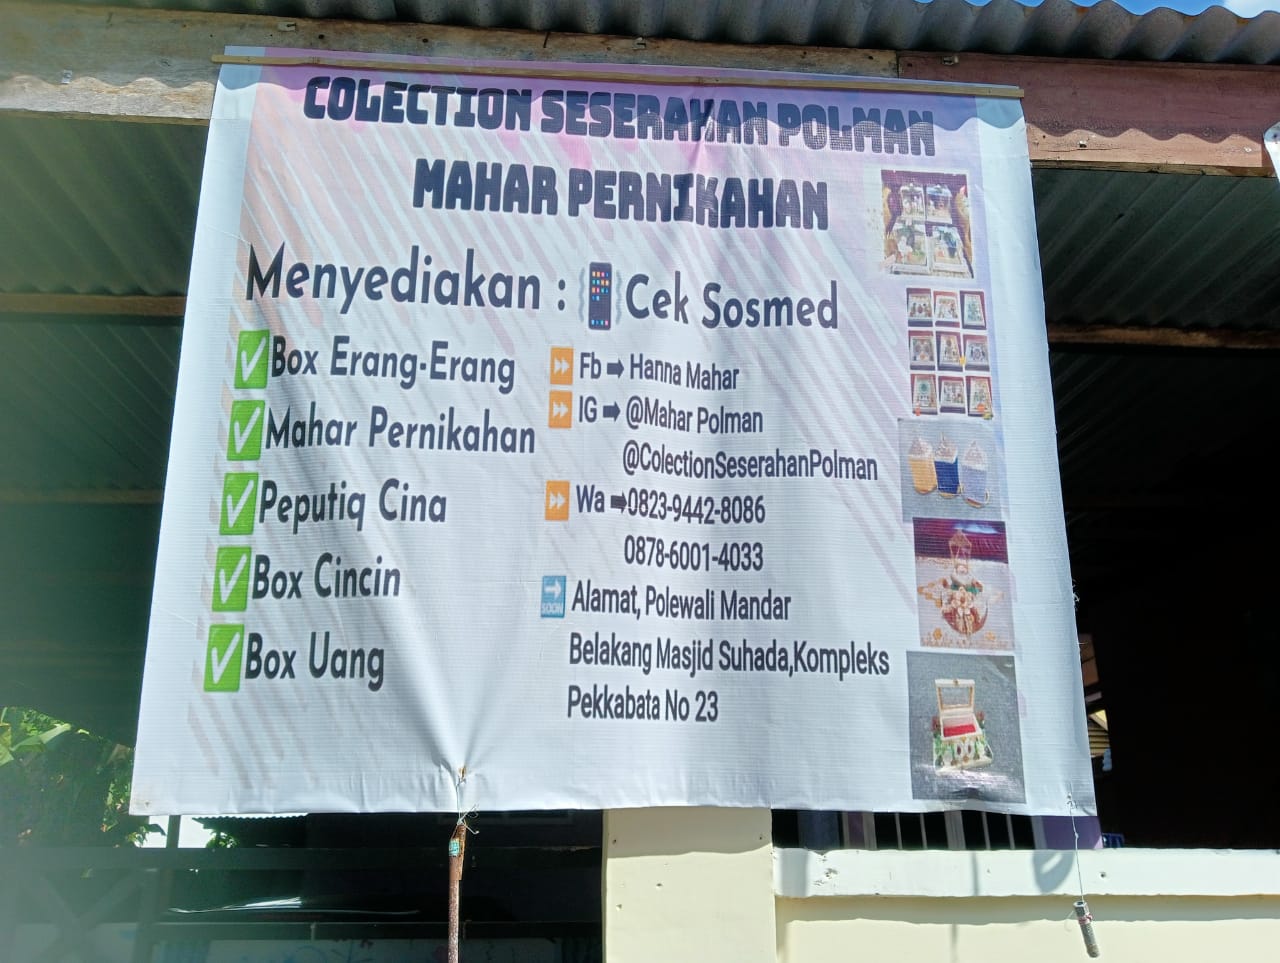 COLECTION SESERAHAN POLMAN
MAHAR PERNIKAHAN
Menyediakan :
Box Erang-Erang
Mahar Pernikahan
Peputiq Cina
Box Cincin
Box Uang
Cek Sosmed
Fb ➡ Hanna Mahar
IG ➡ @Mahar Polman
@ColectionSeserahanPolman
Wa ➡0823-9442-8086
0878-6001-4033
SOON
Alamat, Polewali Mandar
Belakang Masjid Suhada,Kompleks
Pekkabata No 23